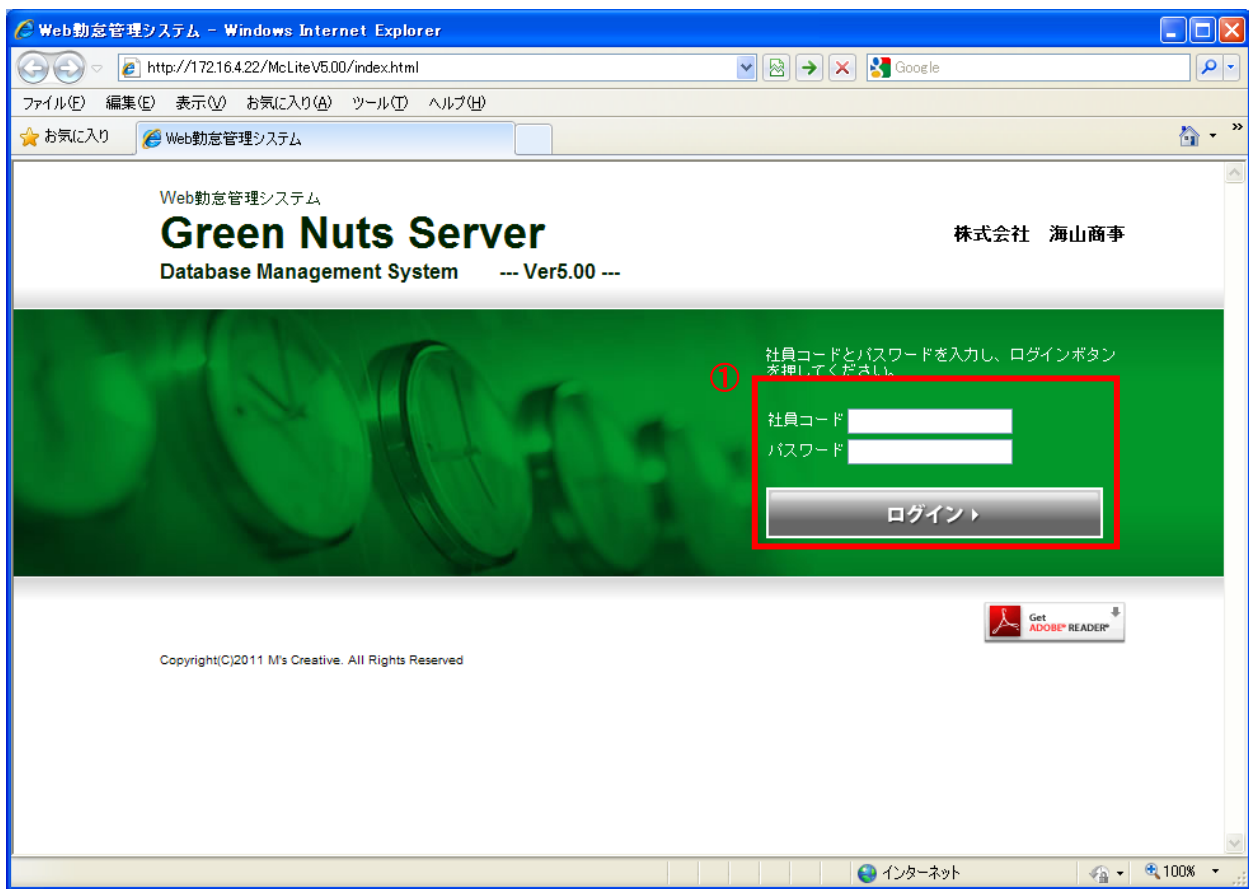 Web勤怠管理システム - Windows Internet Explorer
http://172.16.4.22/McLiteV5.00/index.html
Google
ファイル(F) 編集(E) 表示(V) お気に入り(A) ツール(T) ヘルプ(H)
お気に入り Web勤怠管理システム
Web勤怠管理システム
Green Nuts Server
株式会社 海山商事
Database Management System --- Ver5.00 ---
社員コードとパスワードを入力し、ログインボタン
を押してください。
①
社員コード
パスワード
ログイン
Get
ADOBE® READER®
Copyright(C)2011 M's Creative. All Rights Reserved
インターネット 100%